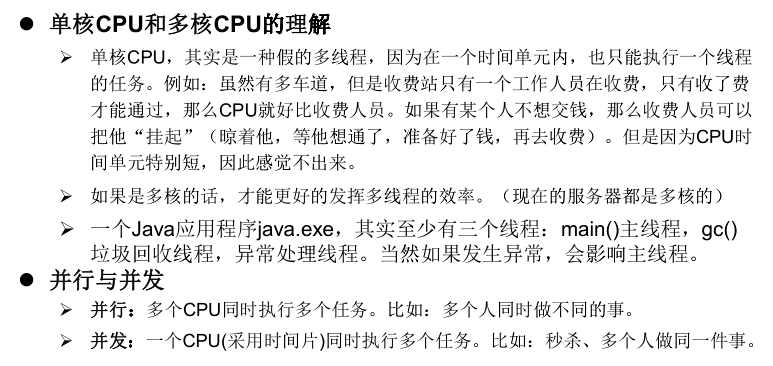 ● 单核CPU和多核CPU的理解
➢ 单核CPU，其实是一种假的多线程，因为在一个时间单元内，也只能执行一个线程
的任务。例如：虽然有多车道，但是收费站只有一个工作人员在收费，只有收了费
才能通过，那么CPU就好比收费人员。如果有某个人不想交钱，那么收费人员可以
把他“挂起”（晾着他，等他想通了，准备好了钱，再去收费）。但是因为CPU时
间单元特别短，因此感觉不出来。
➢ 如果是多核的话，才能更好的发挥多线程的效率。（现在的服务器都是多核的）
➢ 一个Java应用程序java.exe，其实至少有三个线程：main()主线程，gc()
垃圾回收线程，异常处理线程。当然如果发生异常，会影响主线程。
● 并行与并发
➢ 并行：多个CPU同时执行多个任务。比如：多个人同时做不同的事。
➢ 并发：一个CPU(采用时间片)同时执行多个任务。比如：秒杀、多个人做同一件事。